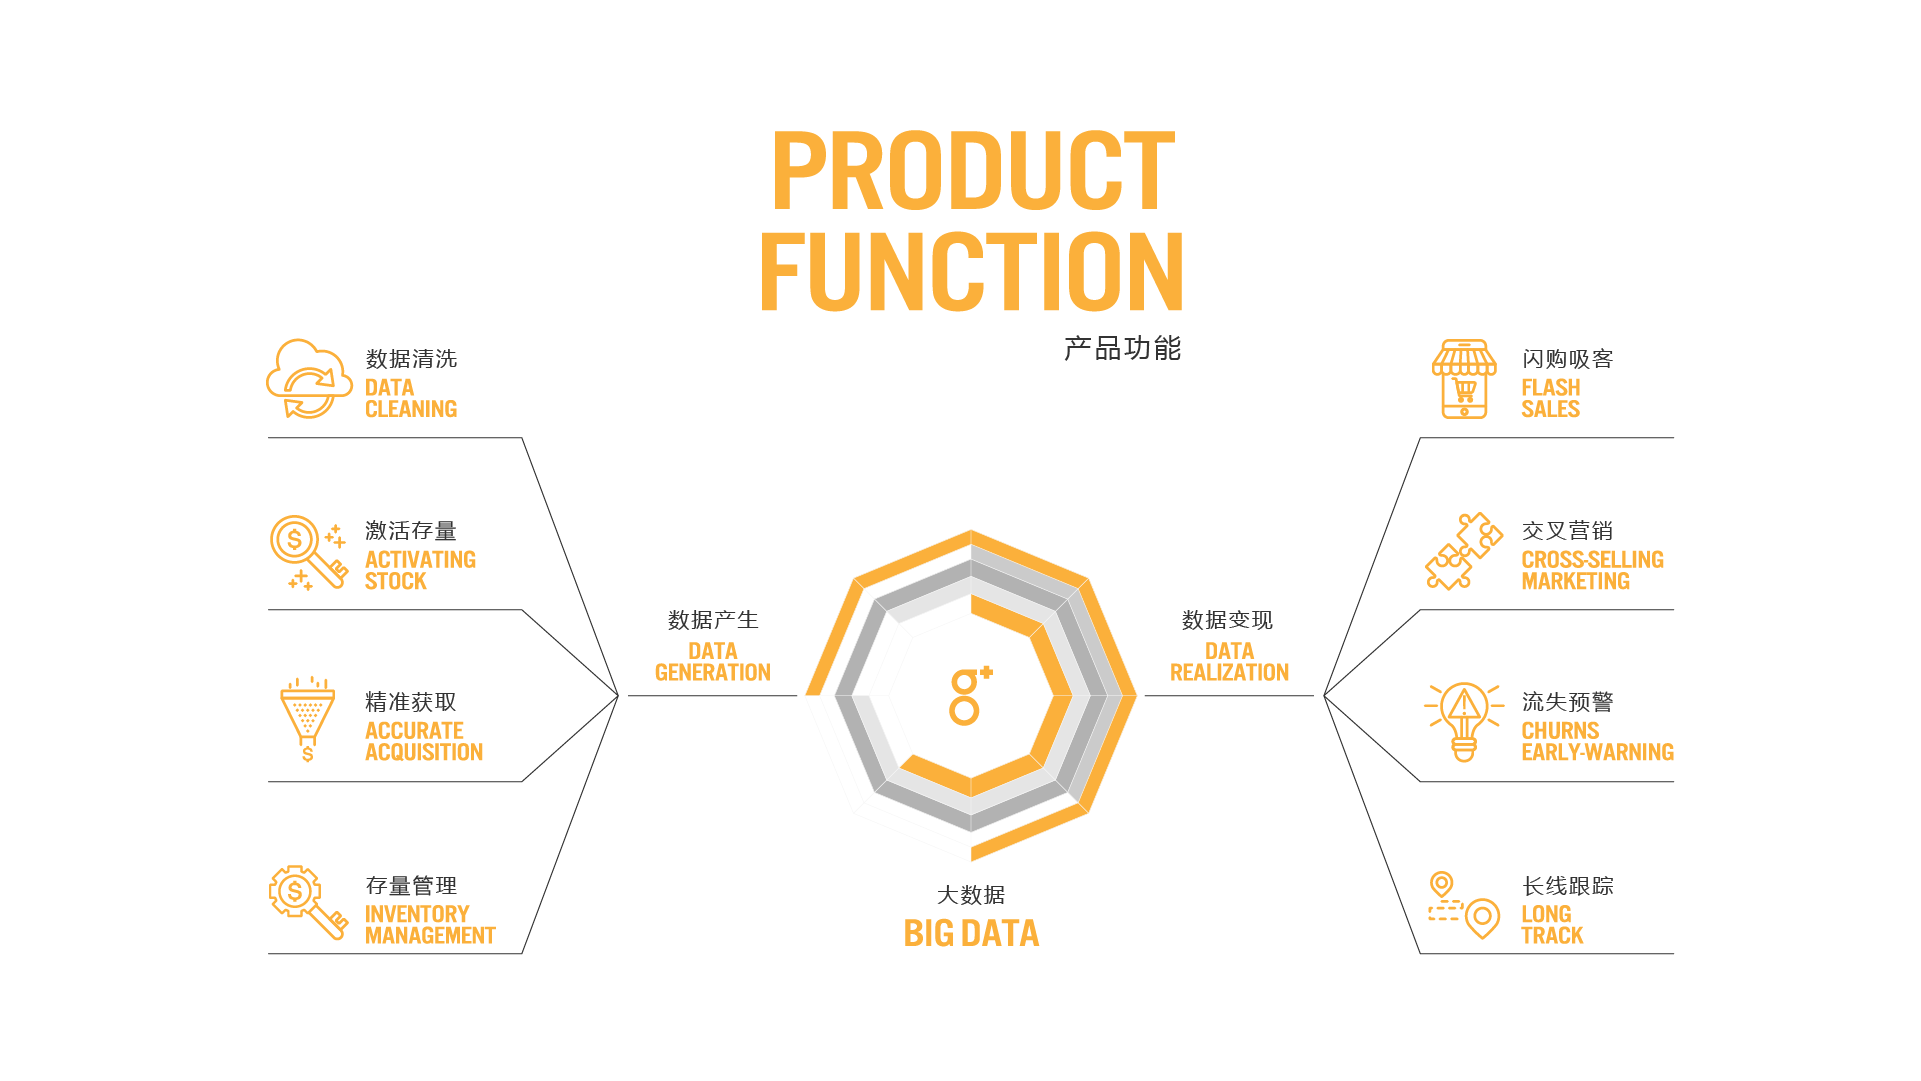 PRODUCT
FUNCTION
产品功能
数据清洗
DATA
CLEANING
激活存量
ACTIVATING
STOCK
精准获取
ACCURATE
ACQUISITION
存量管理
INVENTORY
MANAGEMENT
数据产生
DATA
GENERATION
g+
大数据
BIG DATA
数据变现
DATA
REALIZATION
闪购吸客
FLASH
SALES
交叉营销
CROSS-SELLING
MARKETING
流失预警
CHURNS
EARLY-WARNING
长线跟踪
LONG
TRACK